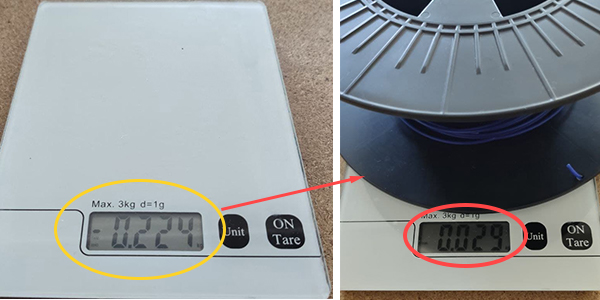 Max. 3kg d=1g
-0.224
Unit
ON
Tare
Max. 3kg d=1g
-0.029
Unit
ON
Tare